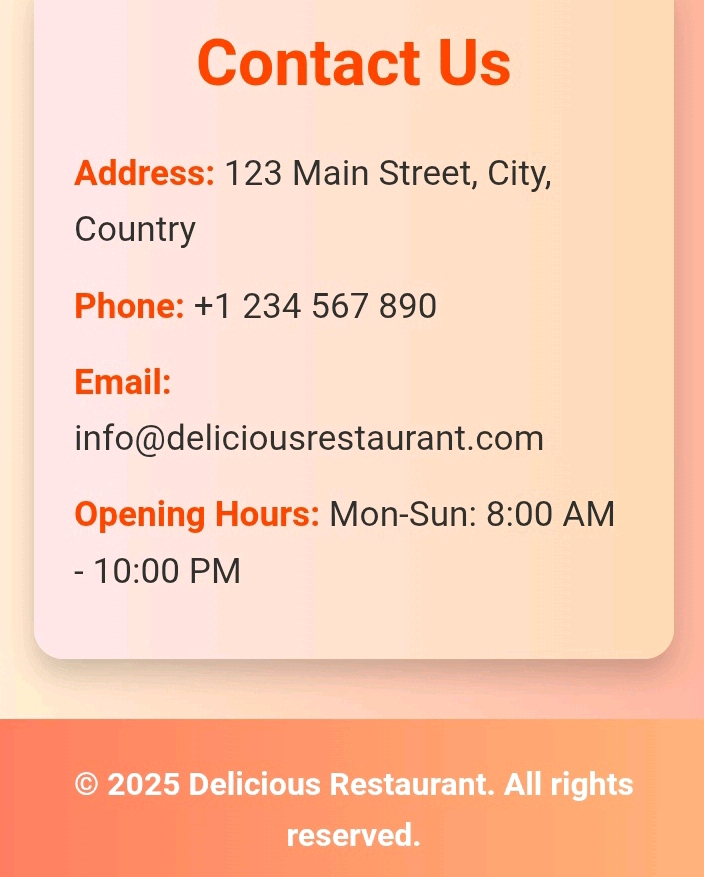 Contact Us
Address: 123 Main Street, City,
Country
Phone: +1 234 567 890
Email:
info@deliciousrestaurant.com
Opening Hours: Mon-Sun: 8:00 AM
- 10:00 PM
© 2025 Delicious Restaurant. All rights
reserved.